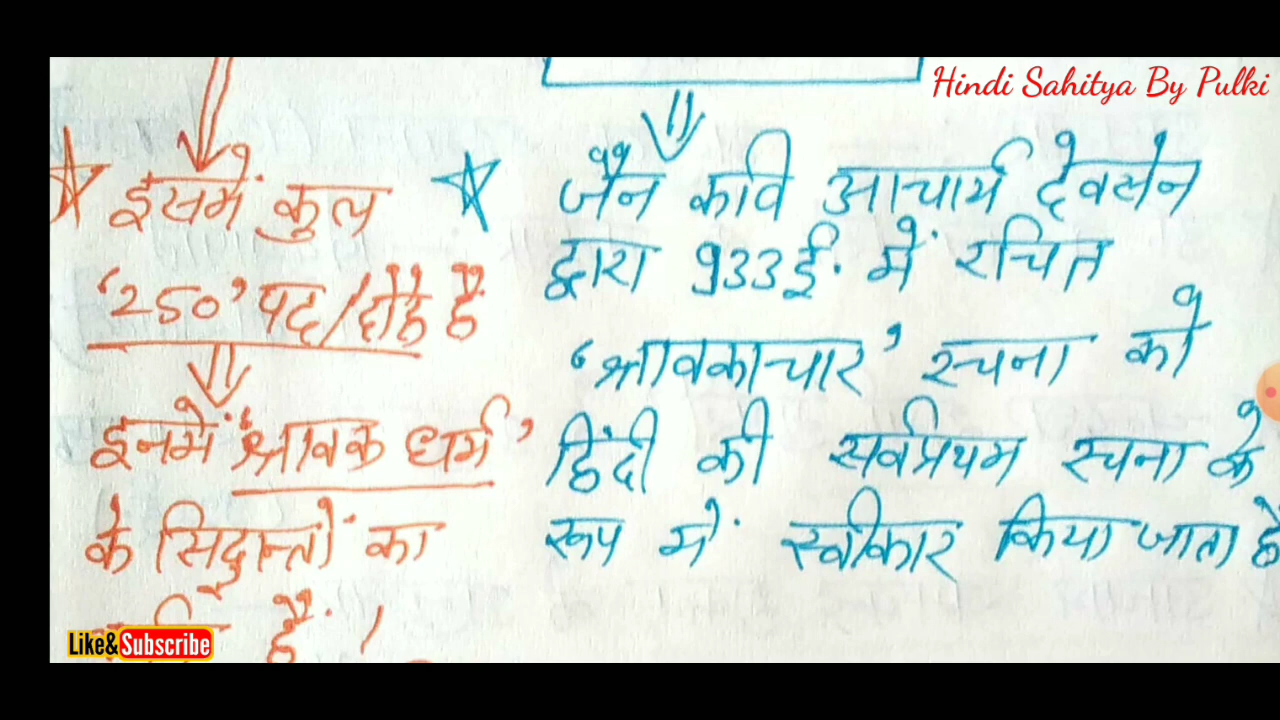 Hindi Sahitya By Pulki
इसमें कुल
'250' पद/दोहे हैं
इनमें 'श्रावक धर्म'
के सिद्धान्तों का
है।
जैन कवि आचार्य देवसेन
द्वारा 933ई. में रचित
'श्रावकाचार' रचना को
हिंदी की सर्वप्रथम रचना के
रूप में स्वीकार किया जाता है
Like& Subscribe